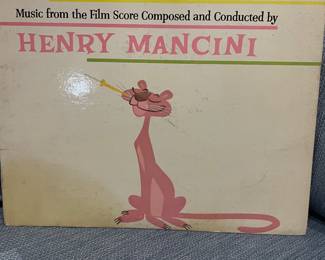 Music from the Film Score Composed and Conducted by
HENRY MANCINI